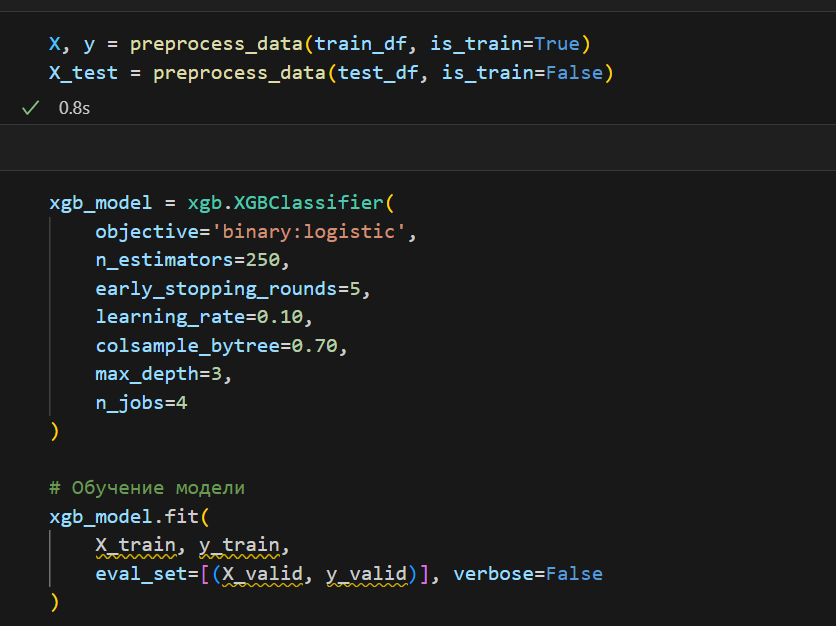 X, y = preprocess_data(train_df, is_train=True)
X_test = preprocess_data(test_df, is_train=False)
✓ 0.8s
xgb_model = xgb.XGBClassifier(
    objective='binary:logistic',
    n_estimators=250,
    early_stopping_rounds=5,
    learning_rate=0.10,
    colsample_bytree=0.70,
    max_depth=3,
    n_jobs=4
)
# Обучение модели
xgb_model.fit(
    X_train, y_train,
    eval_set=[(X_valid, y_valid)], verbose=False
)